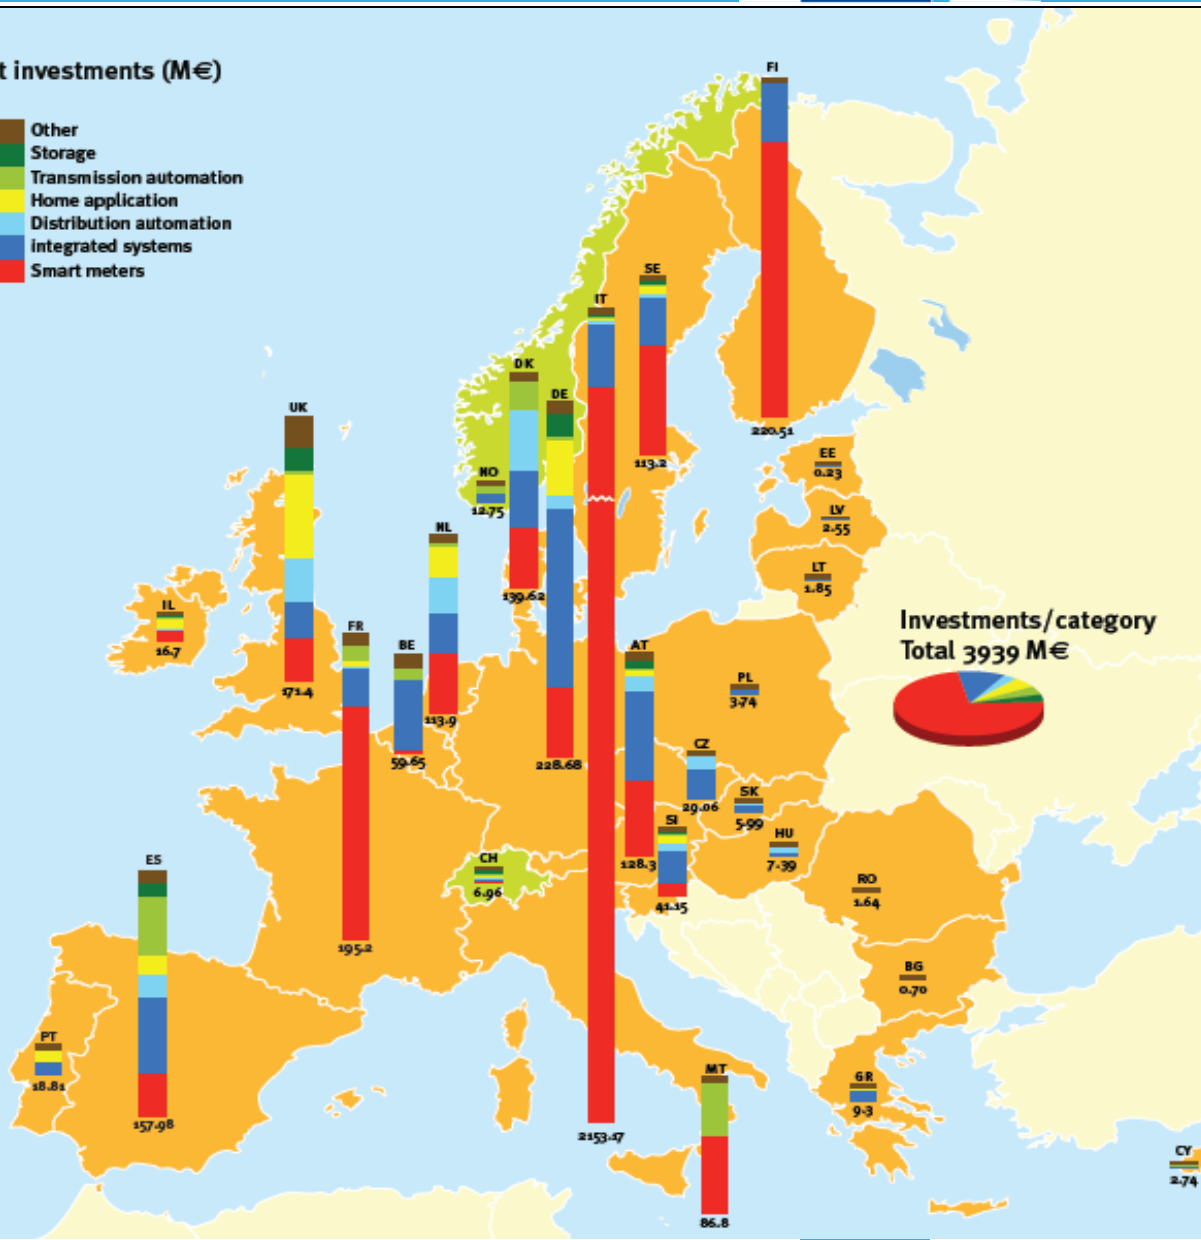 t investments (M€)
Other
Storage
Transmission automation
Home application
Distribution automation
integrated systems
Smart meters
FI
220.51
SE
113.2
IT
2153.17
DK
139.62
DE
228.68
NO
12.75
UK
171.4
NL
113.9
EE
0.23
LV
2.55
LT
1.85
IL
16.7
FR
195.2
BE
59.65
AT
128.3
PL
3.74
Investments/category
Total 3939 M€
CZ
29.06
SK
5.99
SI
41.15
HU
7.39
CH
6.96
RO
1.64
ES
157.98
BG
0.70
PT
18.81
MT
86.8
GR
9.3
CY
2.74